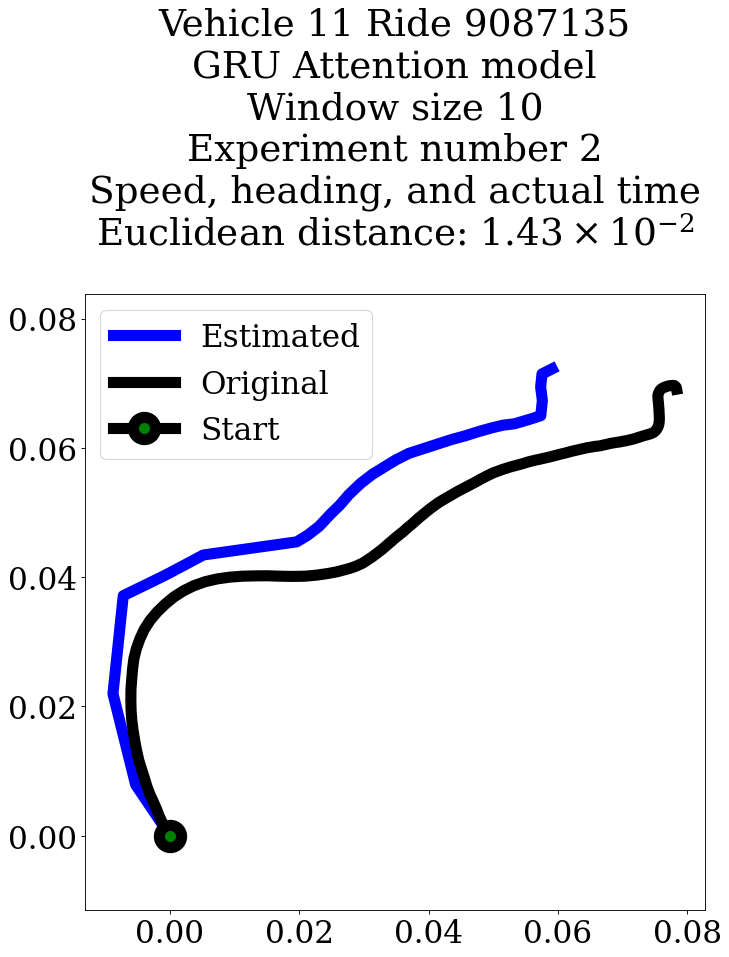 Vehicle 11 Ride 9087135
GRU Attention model
Window size 10
Experiment number 2
Speed, heading, and actual time
Euclidean distance: 1.43 × 10⁻²
Estimated
Original
Start
0.08
0.06
0.04
0.02
0.00
0.00 0.02 0.04 0.06 0.08